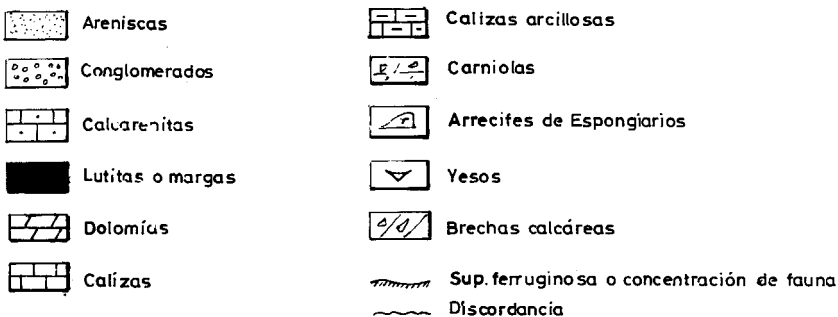 Areniscas
Conglomerados
Calcarenitas
Lutitas o margas
Dolomías
Calízas
Calizas arcillosas
Carniolas
Arrecifes de Espongiarios
Yesos
Brechas calcáreas
Sup. ferruginosa o concentración de fauna
Discordancia